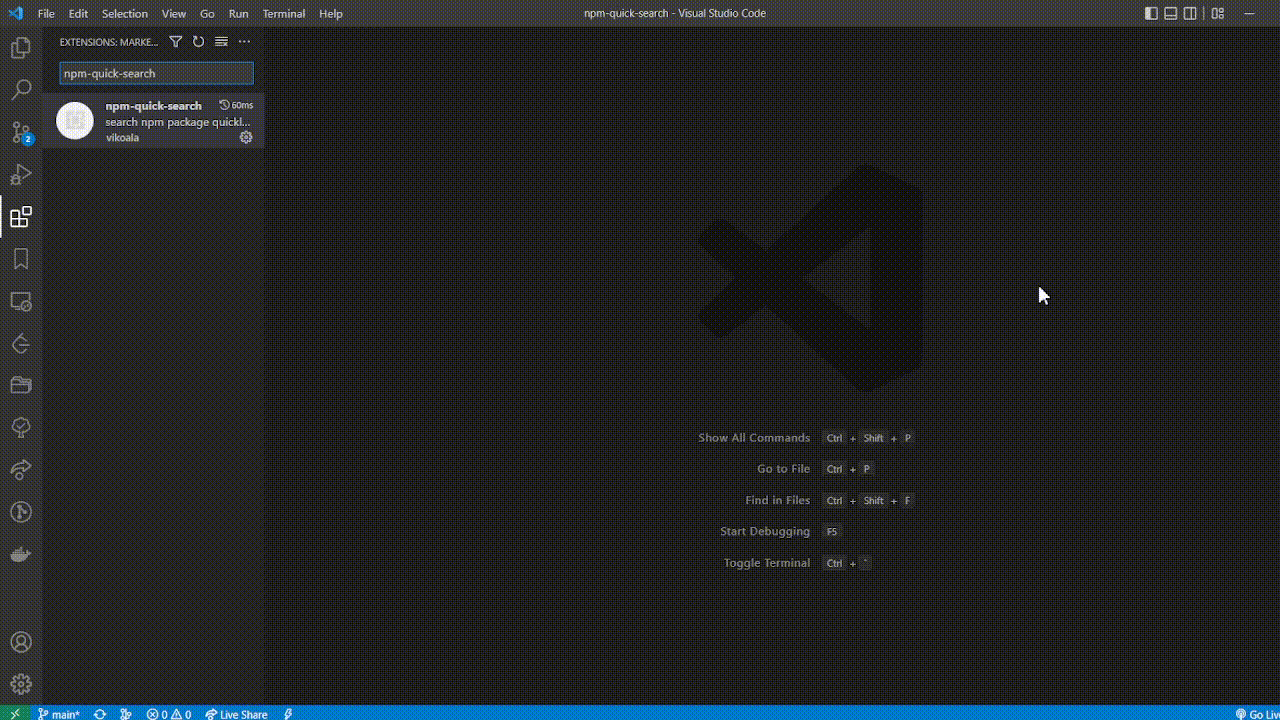 File Edit Selection View Go Run Terminal Help
npm-quick-search - Visual Studio Code
EXTENSIONS: MARKE...
npm-quick-search
npm-quick-search 60ms
search npm package quickl...
vikoala
2
Show All Commands Ctrl + Shift + P
Go to File Ctrl + P
Find in Files Ctrl + Shift + F
Start Debugging F5
Toggle Terminal Ctrl + `
main* 0 0 Live Share Go Liv